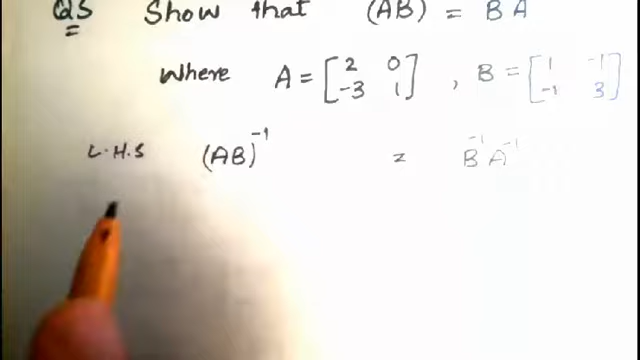 Q5 Show that (AB) = B A
where A = [2 0 -3 1] , B = [1 -1 -1 3]
L.H.S (AB)⁻¹ = B⁻¹ A⁻¹